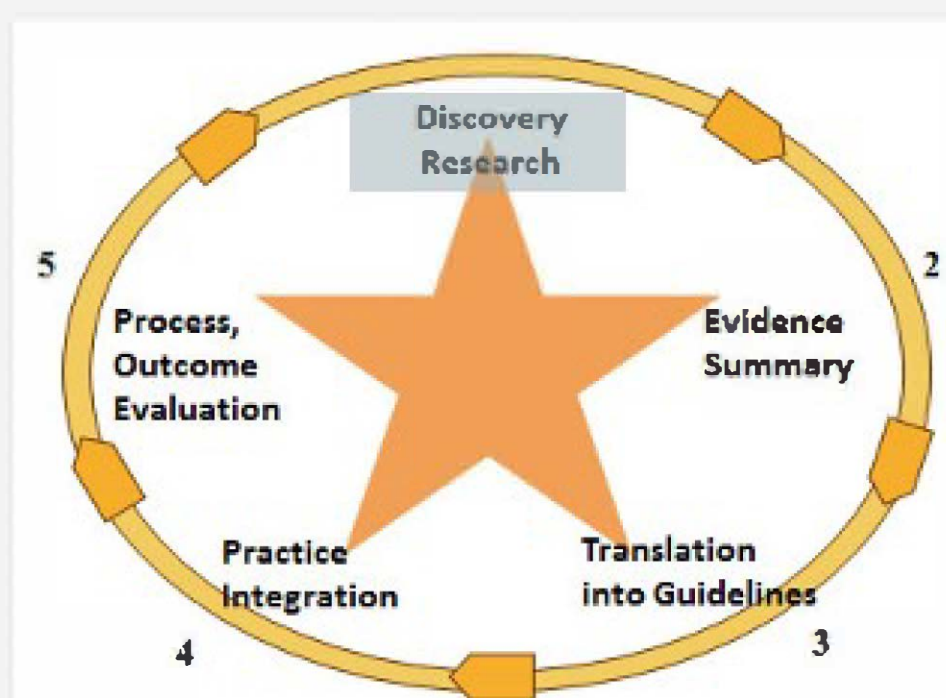 Discovery
Research
2
Evidence
Summary
3
Translation
into Guidelines
4
Practice
Integration
5
Process,
Outcome
Evaluation